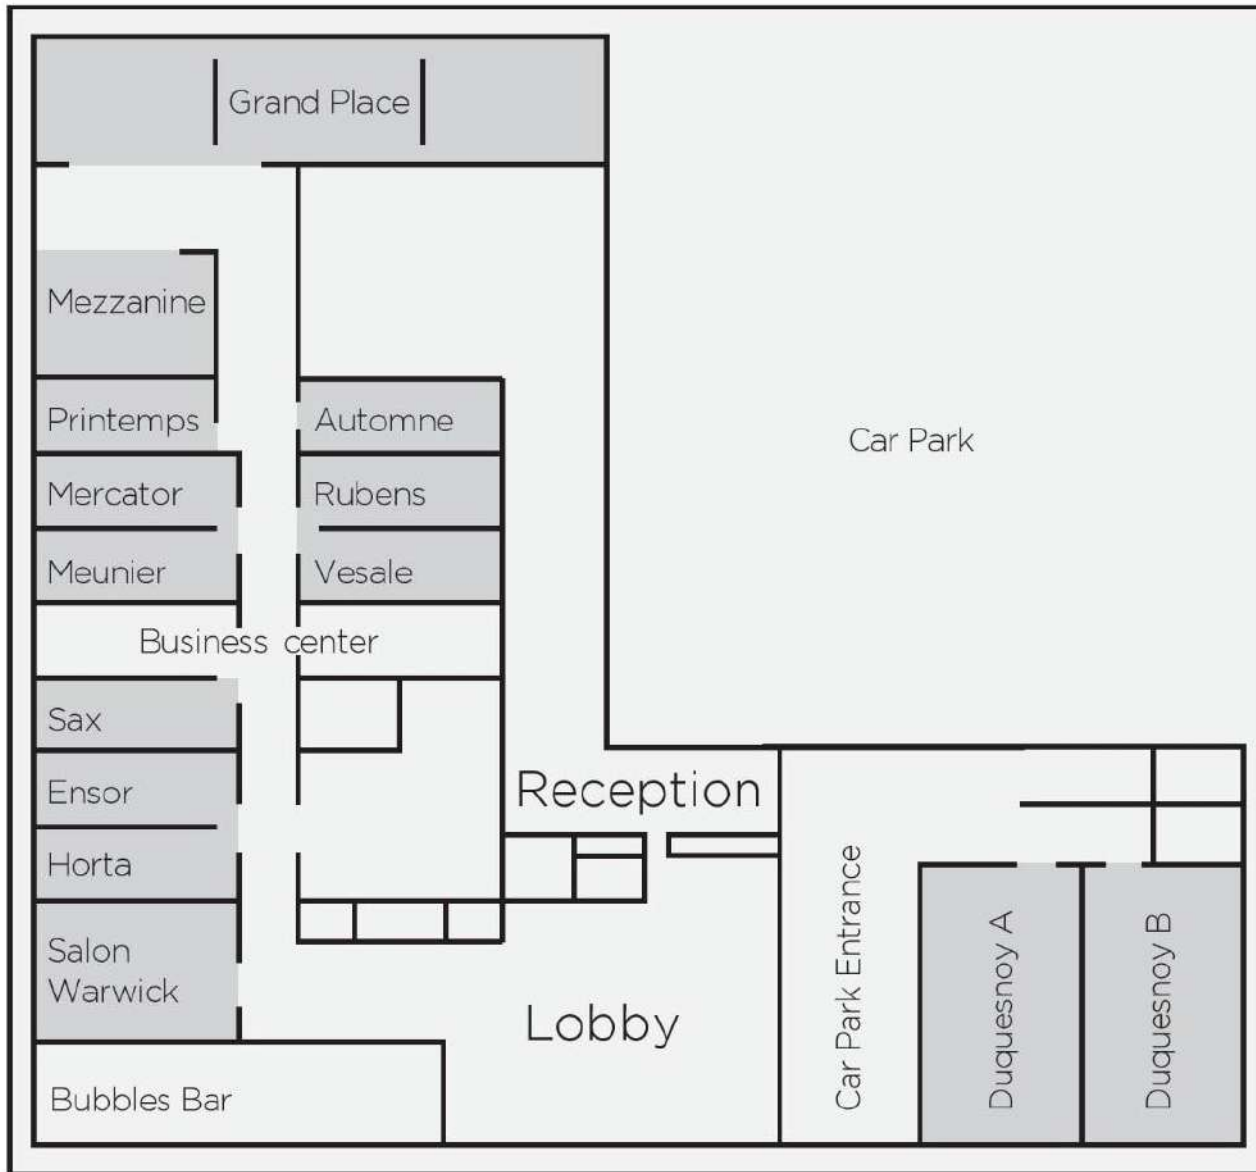 Grand Place
Mezzanine
Printemps
Automne
Car Park
Mercator
Rubens
Meunier
Vesale
Business center
Sax
Ensor
Reception
Horta
Salon
Warwick
Lobby
Car Park Entrance
Duquesnoy A
Duquesnoy B
Bubbles Bar